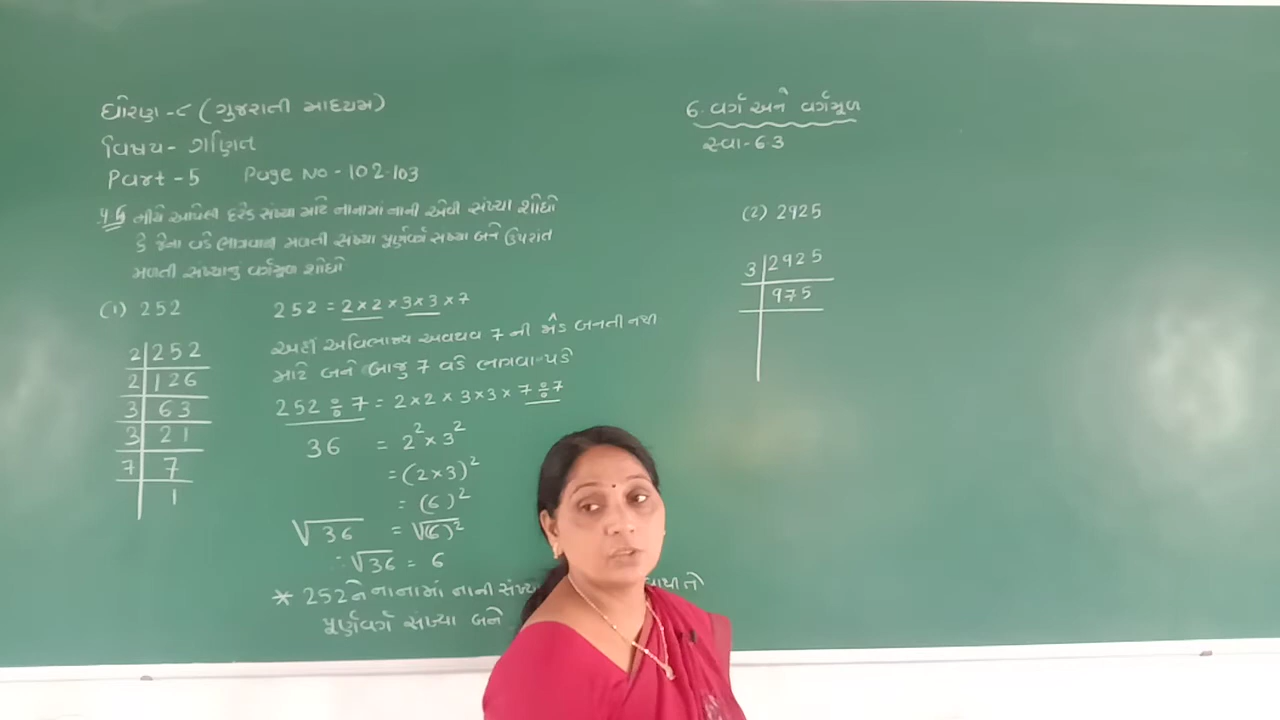 ધોરણ - ૮ (ગુજરાતી માધ્યમ)
વિષય - ગણિત
Part - 5 Page No - 102-103
નીચે આપેલી દરેક સંખ્યા માટે નાનામાં નાની એવી સંખ્યા શોધો
કે જેના વડે ભાગવાથી મળતી સંખ્યા પૂર્ણવર્ગ સંખ્યા બને ઉપરાંત
મળતી સંખ્યાનું વર્ગમૂળ શોધો
(1) 252
2 | 252
2 | 126
3 | 63
3 | 21
7 | 7
1
252 = 2 × 2 × 3 × 3 × 7
અહીં અવિભાજ્ય અવયવ 7 ની જોડ બનતી નથી
માટે બને બાજુ 7 વડે ભાગવા પડે
252 ÷ 7 = 2 × 2 × 3 × 3 × 7 ÷ 7
36 = 2² × 3²
= (2×3)²
= (6)²
√36 = √(6)²
∴ √36 = 6
* 252 ને નાનામાં નાની
પૂર્ણવર્ગ સંખ્યા બને
6. વર્ગ અને વર્ગમૂળ
સ્વા - 6.3
(2) 2925
3 | 2925
975